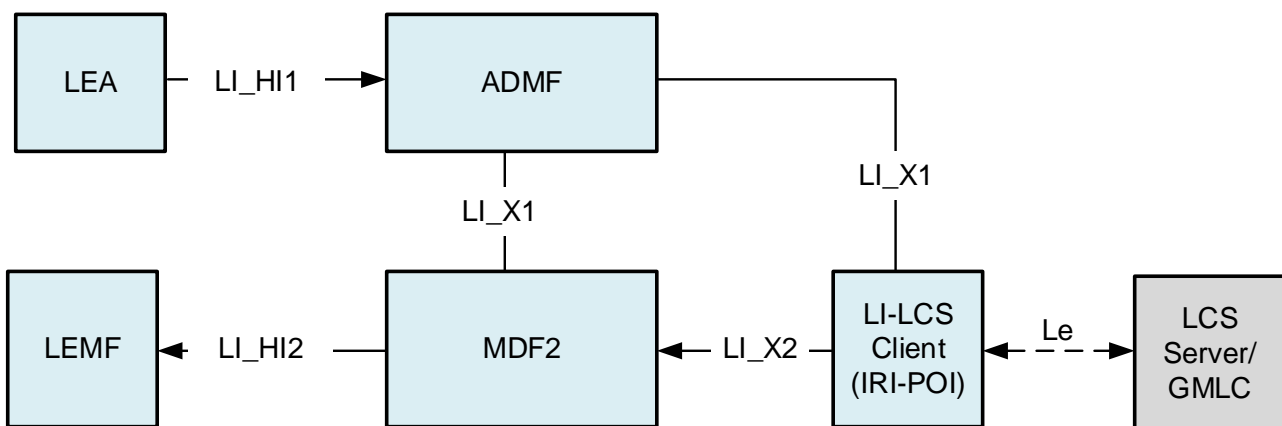 LEA
LI_HI1
ADMF
LI_X1
LI_X1
LEMF
LI_HI2
MDF2
LI_X2
LI-LCS
Client
(IRI-POI)
Le
LCS
Server/
GMLC